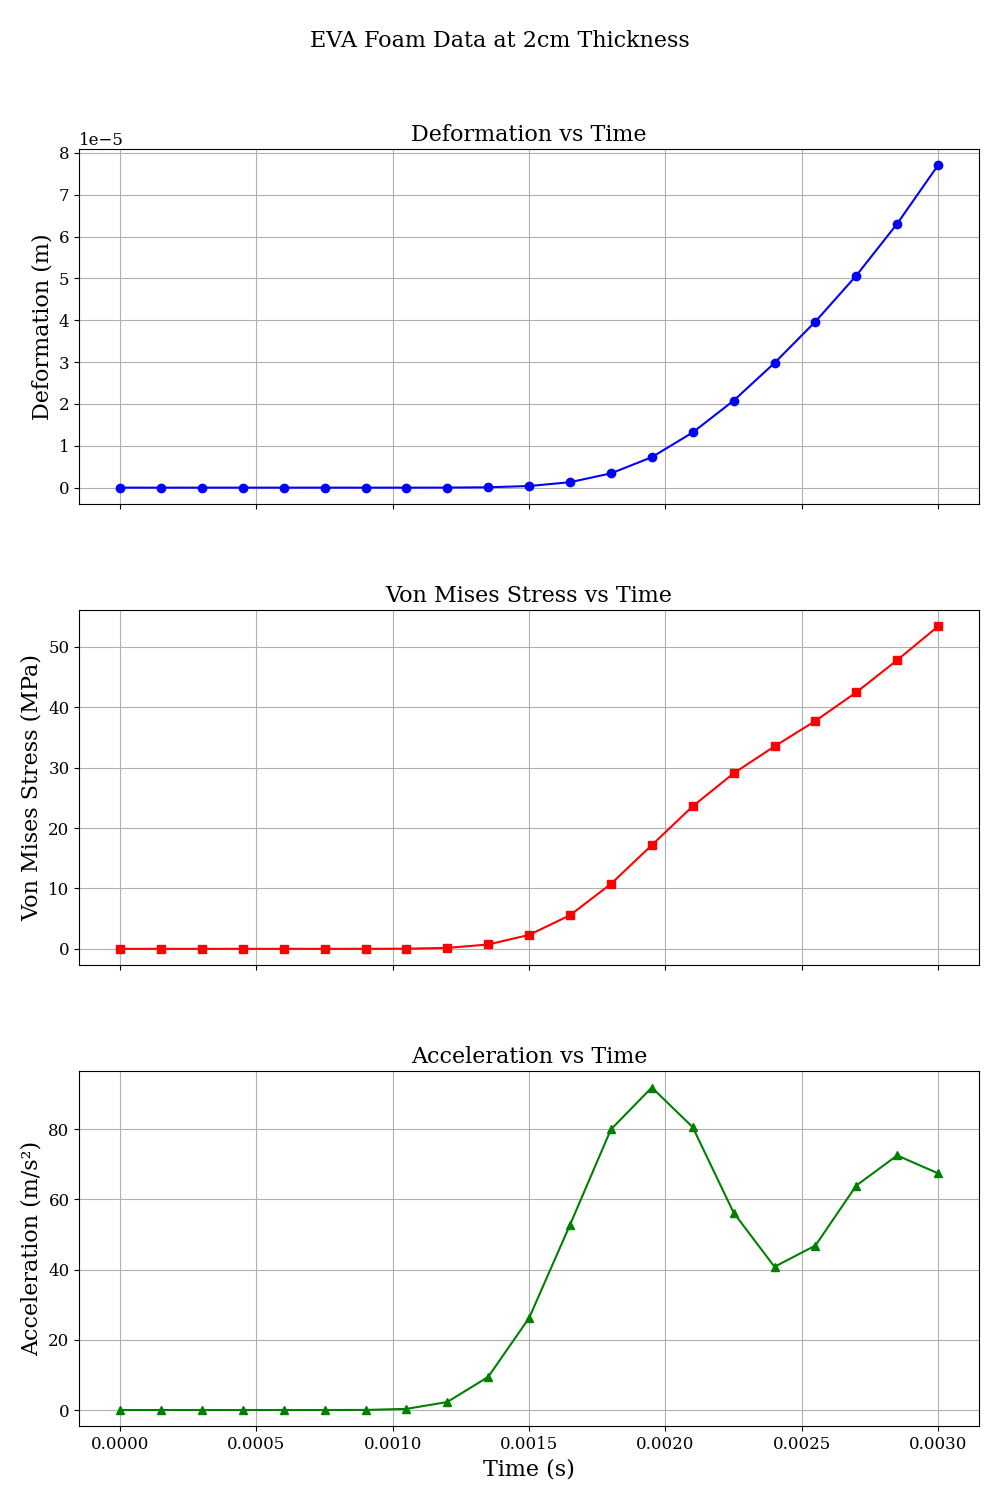 EVA Foam Data at 2cm Thickness
Deformation vs Time
1e−5
8
7
6
5
4
3
2
1
0
Deformation (m)
Von Mises Stress vs Time
50
40
30
20
10
0
Von Mises Stress (MPa)
Acceleration vs Time
80
60
40
20
0
Acceleration (m/s²)
0.0000 0.0005 0.0010 0.0015 0.0020 0.0025 0.0030
Time (s)